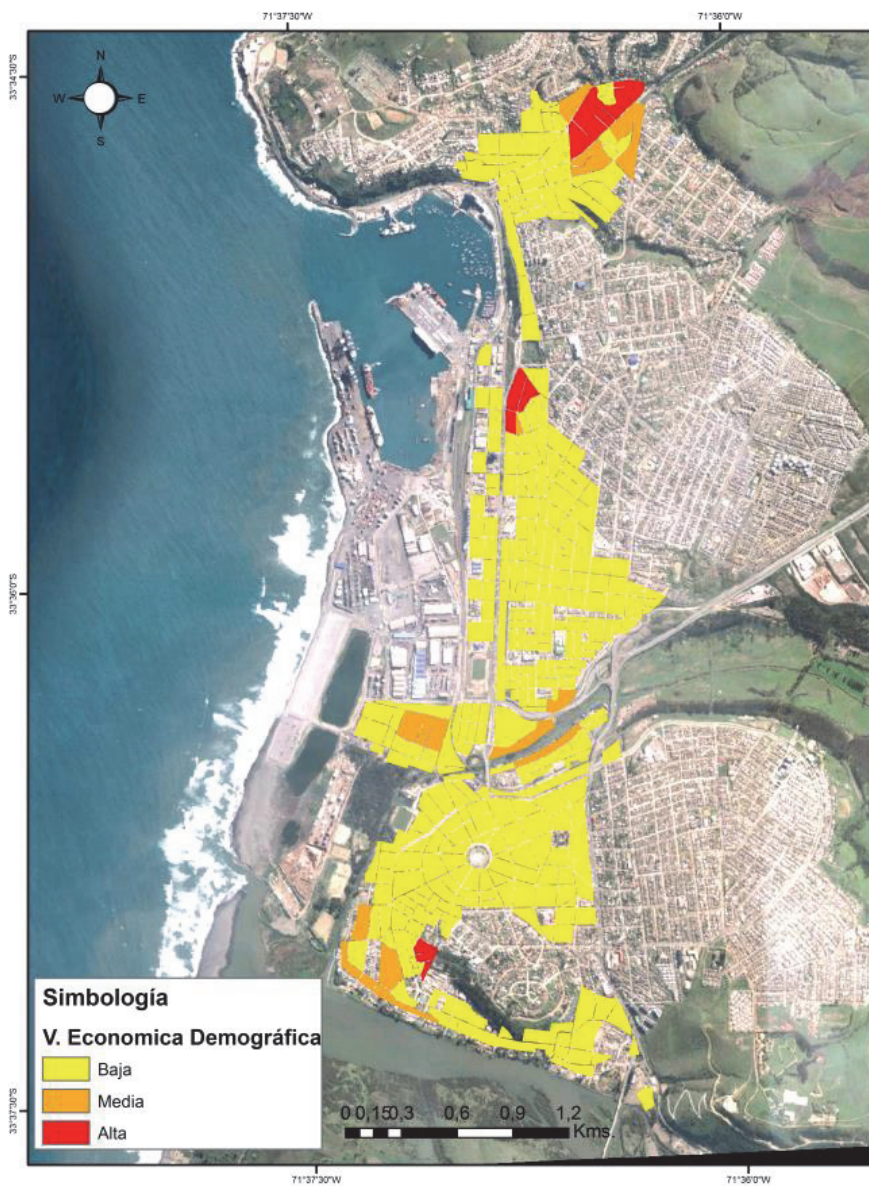 71°37'30"W 71°36'0"W
33°34'30"S
N
W E
S
33°36'0"S
Simbología
V. Economica Demográfica
Baja
Media
Alta
0 0,15 0,3 0,6 0,9 1,2
Kms.
33°37'30"S
71°37'30"W 71°36'0"W